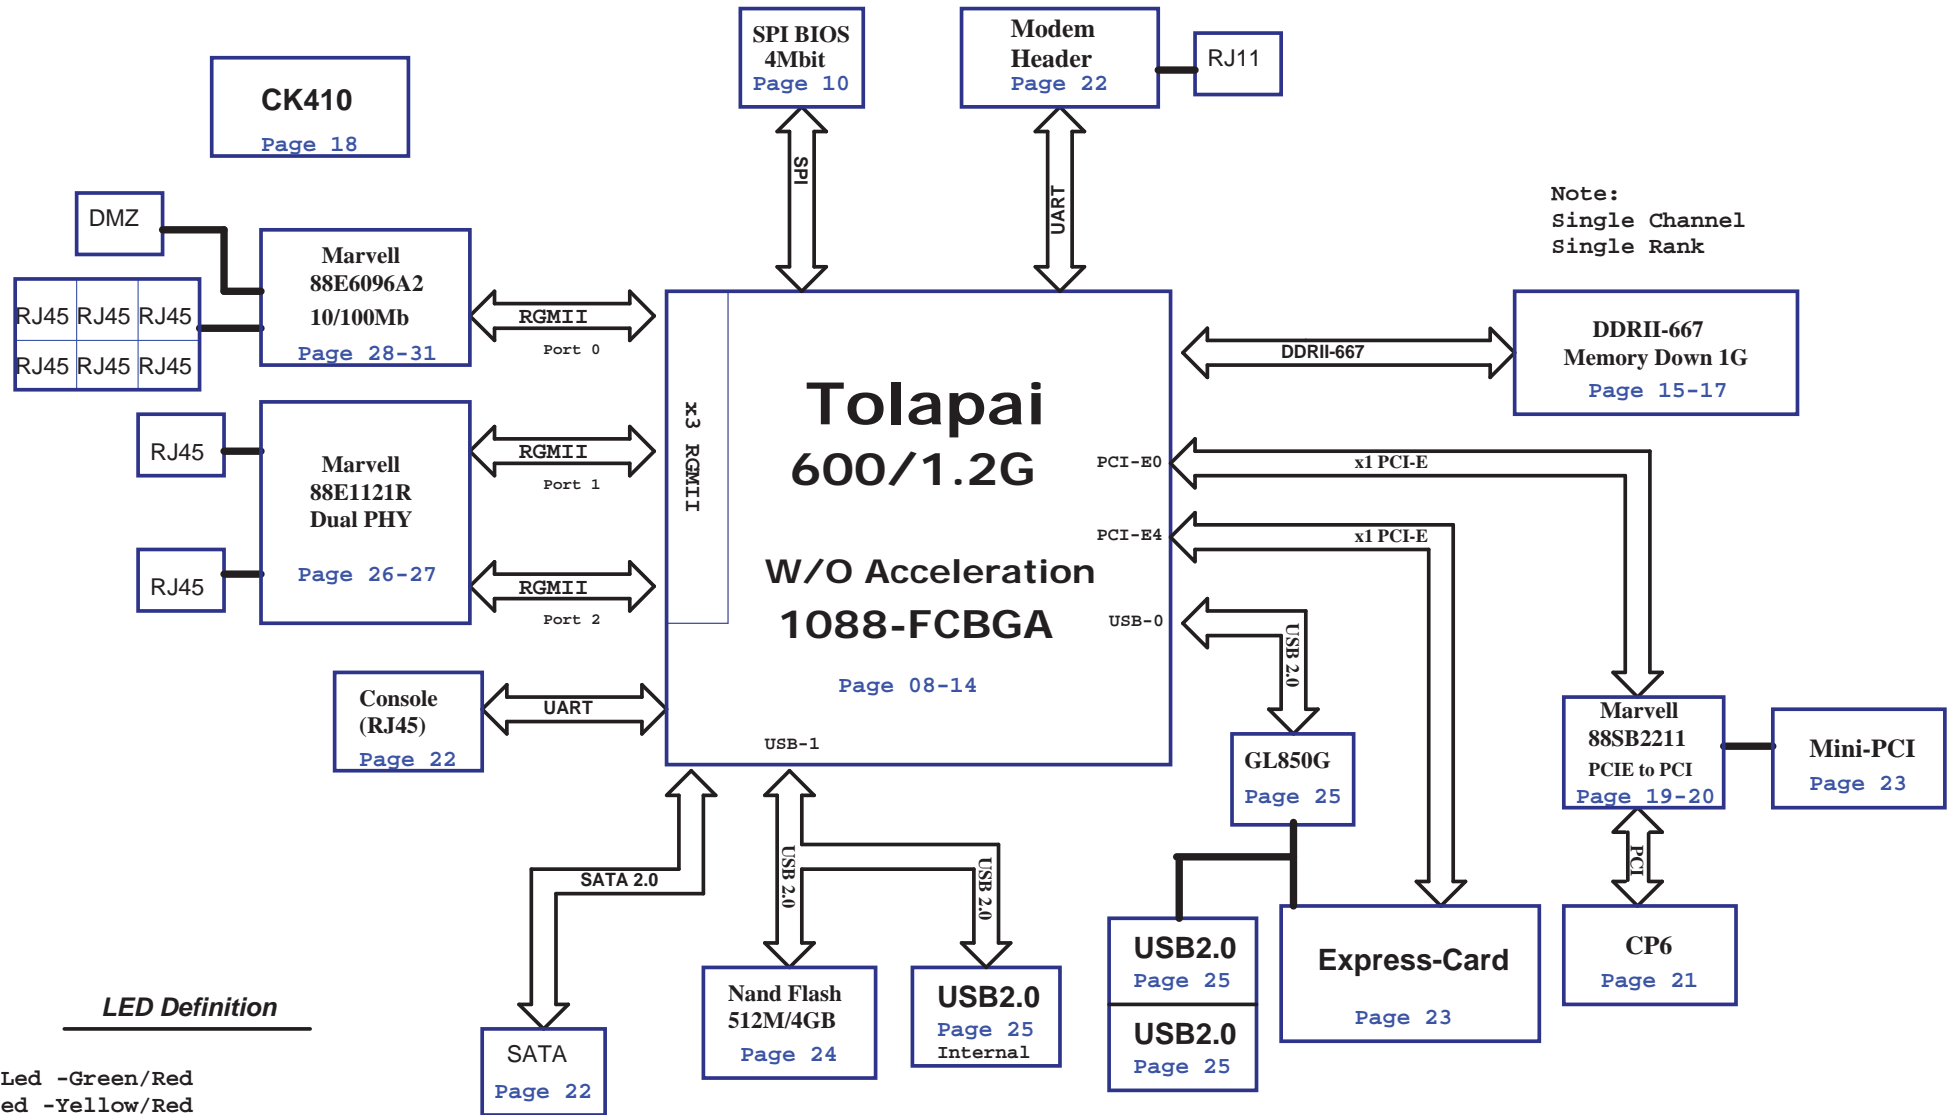 SPI BIOS
4Mbit
Page 10
Modem
Header
Page 22
RJ11
CK410
Page 18
SPI
UART
Note:
Single Channel
Single Rank
DMZ
RJ45 RJ45 RJ45
RJ45 RJ45 RJ45
Marvell
88E6096A2
10/100Mb
Page 28-31
RGMII
Port 0
RJ45
RJ45
Marvell
88E1121R
Dual PHY
Page 26-27
RGMII
Port 1
RGMII
Port 2
x3 RGMII
Tolapai
600/1.2G
W/O Acceleration
1088-FCBGA
Page 08-14
PCI-E0
PCI-E4
USB-0
USB-1
DDRII-667
DDRII-667
Memory Down 1G
Page 15-17
x1 PCI-E
x1 PCI-E
USB 2.0
Console
(RJ45)
Page 22
UART
GL850G
Page 25
Marvell
88SB2211
PCIE to PCI
Page 19-20
Mini-PCI
Page 23
PCI
CP6
Page 21
SATA 2.0
USB 2.0
USB 2.0
SATA
Page 22
Nand Flash
512M/4GB
Page 24
USB2.0
Page 25
Internal
USB2.0
Page 25
USB2.0
Page 25
Express-Card
Page 23
LED Definition
Led -Green/Red
ed -Yellow/Red